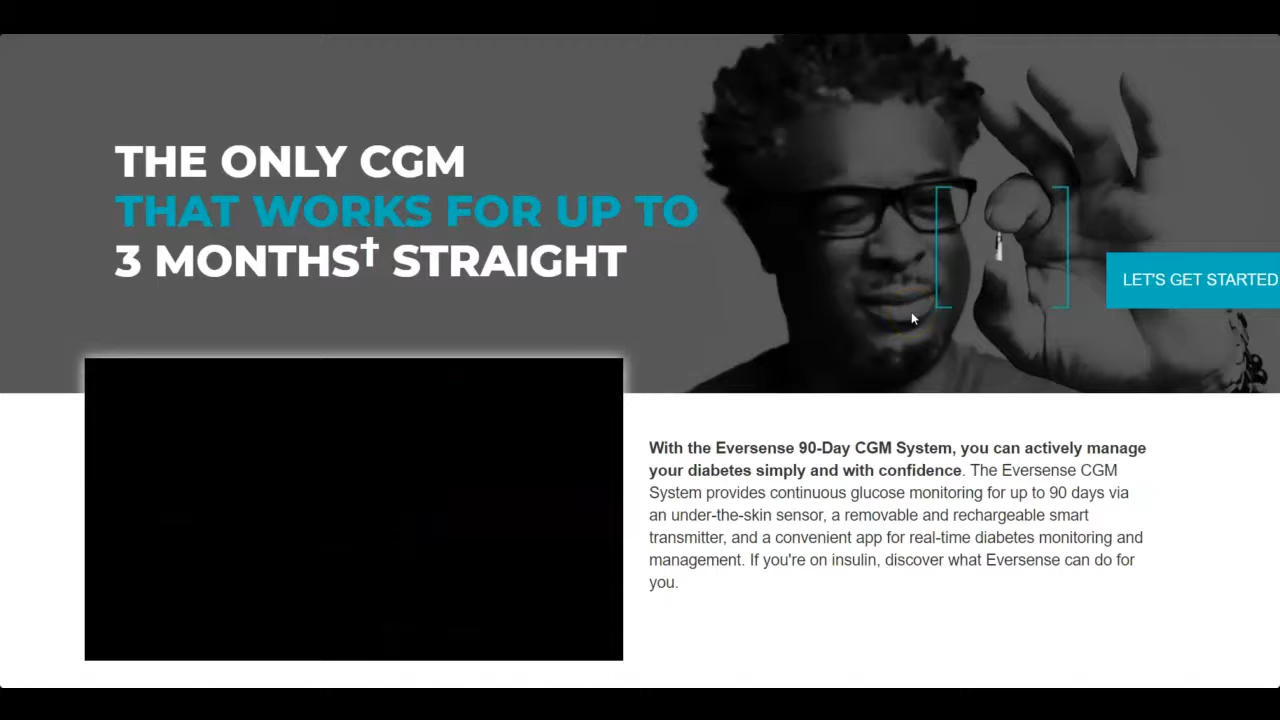 THE ONLY CGM
THAT WORKS FOR UP TO
3 MONTHS† STRAIGHT
LET'S GET STARTED
With the Eversense 90-Day CGM System, you can actively manage
your diabetes simply and with confidence. The Eversense CGM
System provides continuous glucose monitoring for up to 90 days via
an under-the-skin sensor, a removable and rechargeable smart
transmitter, and a convenient app for real-time diabetes monitoring and
management. If you're on insulin, discover what Eversense can do for
you.